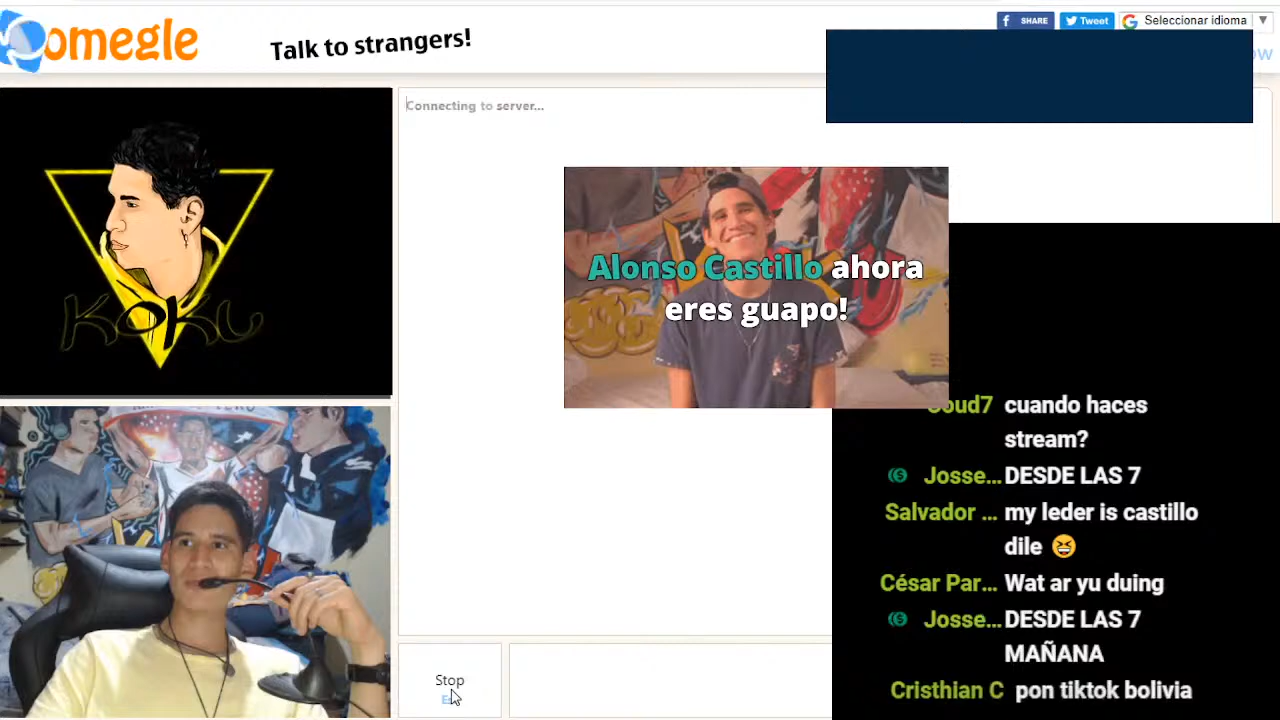 omegle
Talk to strangers!
SHARE
Tweet
Seleccionar idioma
Connecting to server...
KOKU
Alonso Castillo ahora
eres guapo!
cuando haces
stream?
Josse... DESDE LAS 7
Salvador ... my leder is castillo
dile 😆
César Par... Wat ar yu duing
Josse... DESDE LAS 7
MAÑANA
Cristhian C pon tiktok bolivia
Stop